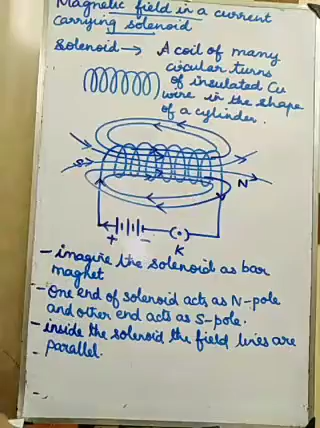 Magnetic field in a current
carrying solenoid
Solenoid → A coil of many
circular turns
of insulated Cu
wire in the shape
of a cylinder.
S
N
+ -
K
- imagine the solenoid as bar
magnet
- One end of solenoid acts as N-pole
and other end acts as S-pole.
- inside the solenoid the field lines are
- parallel.
-